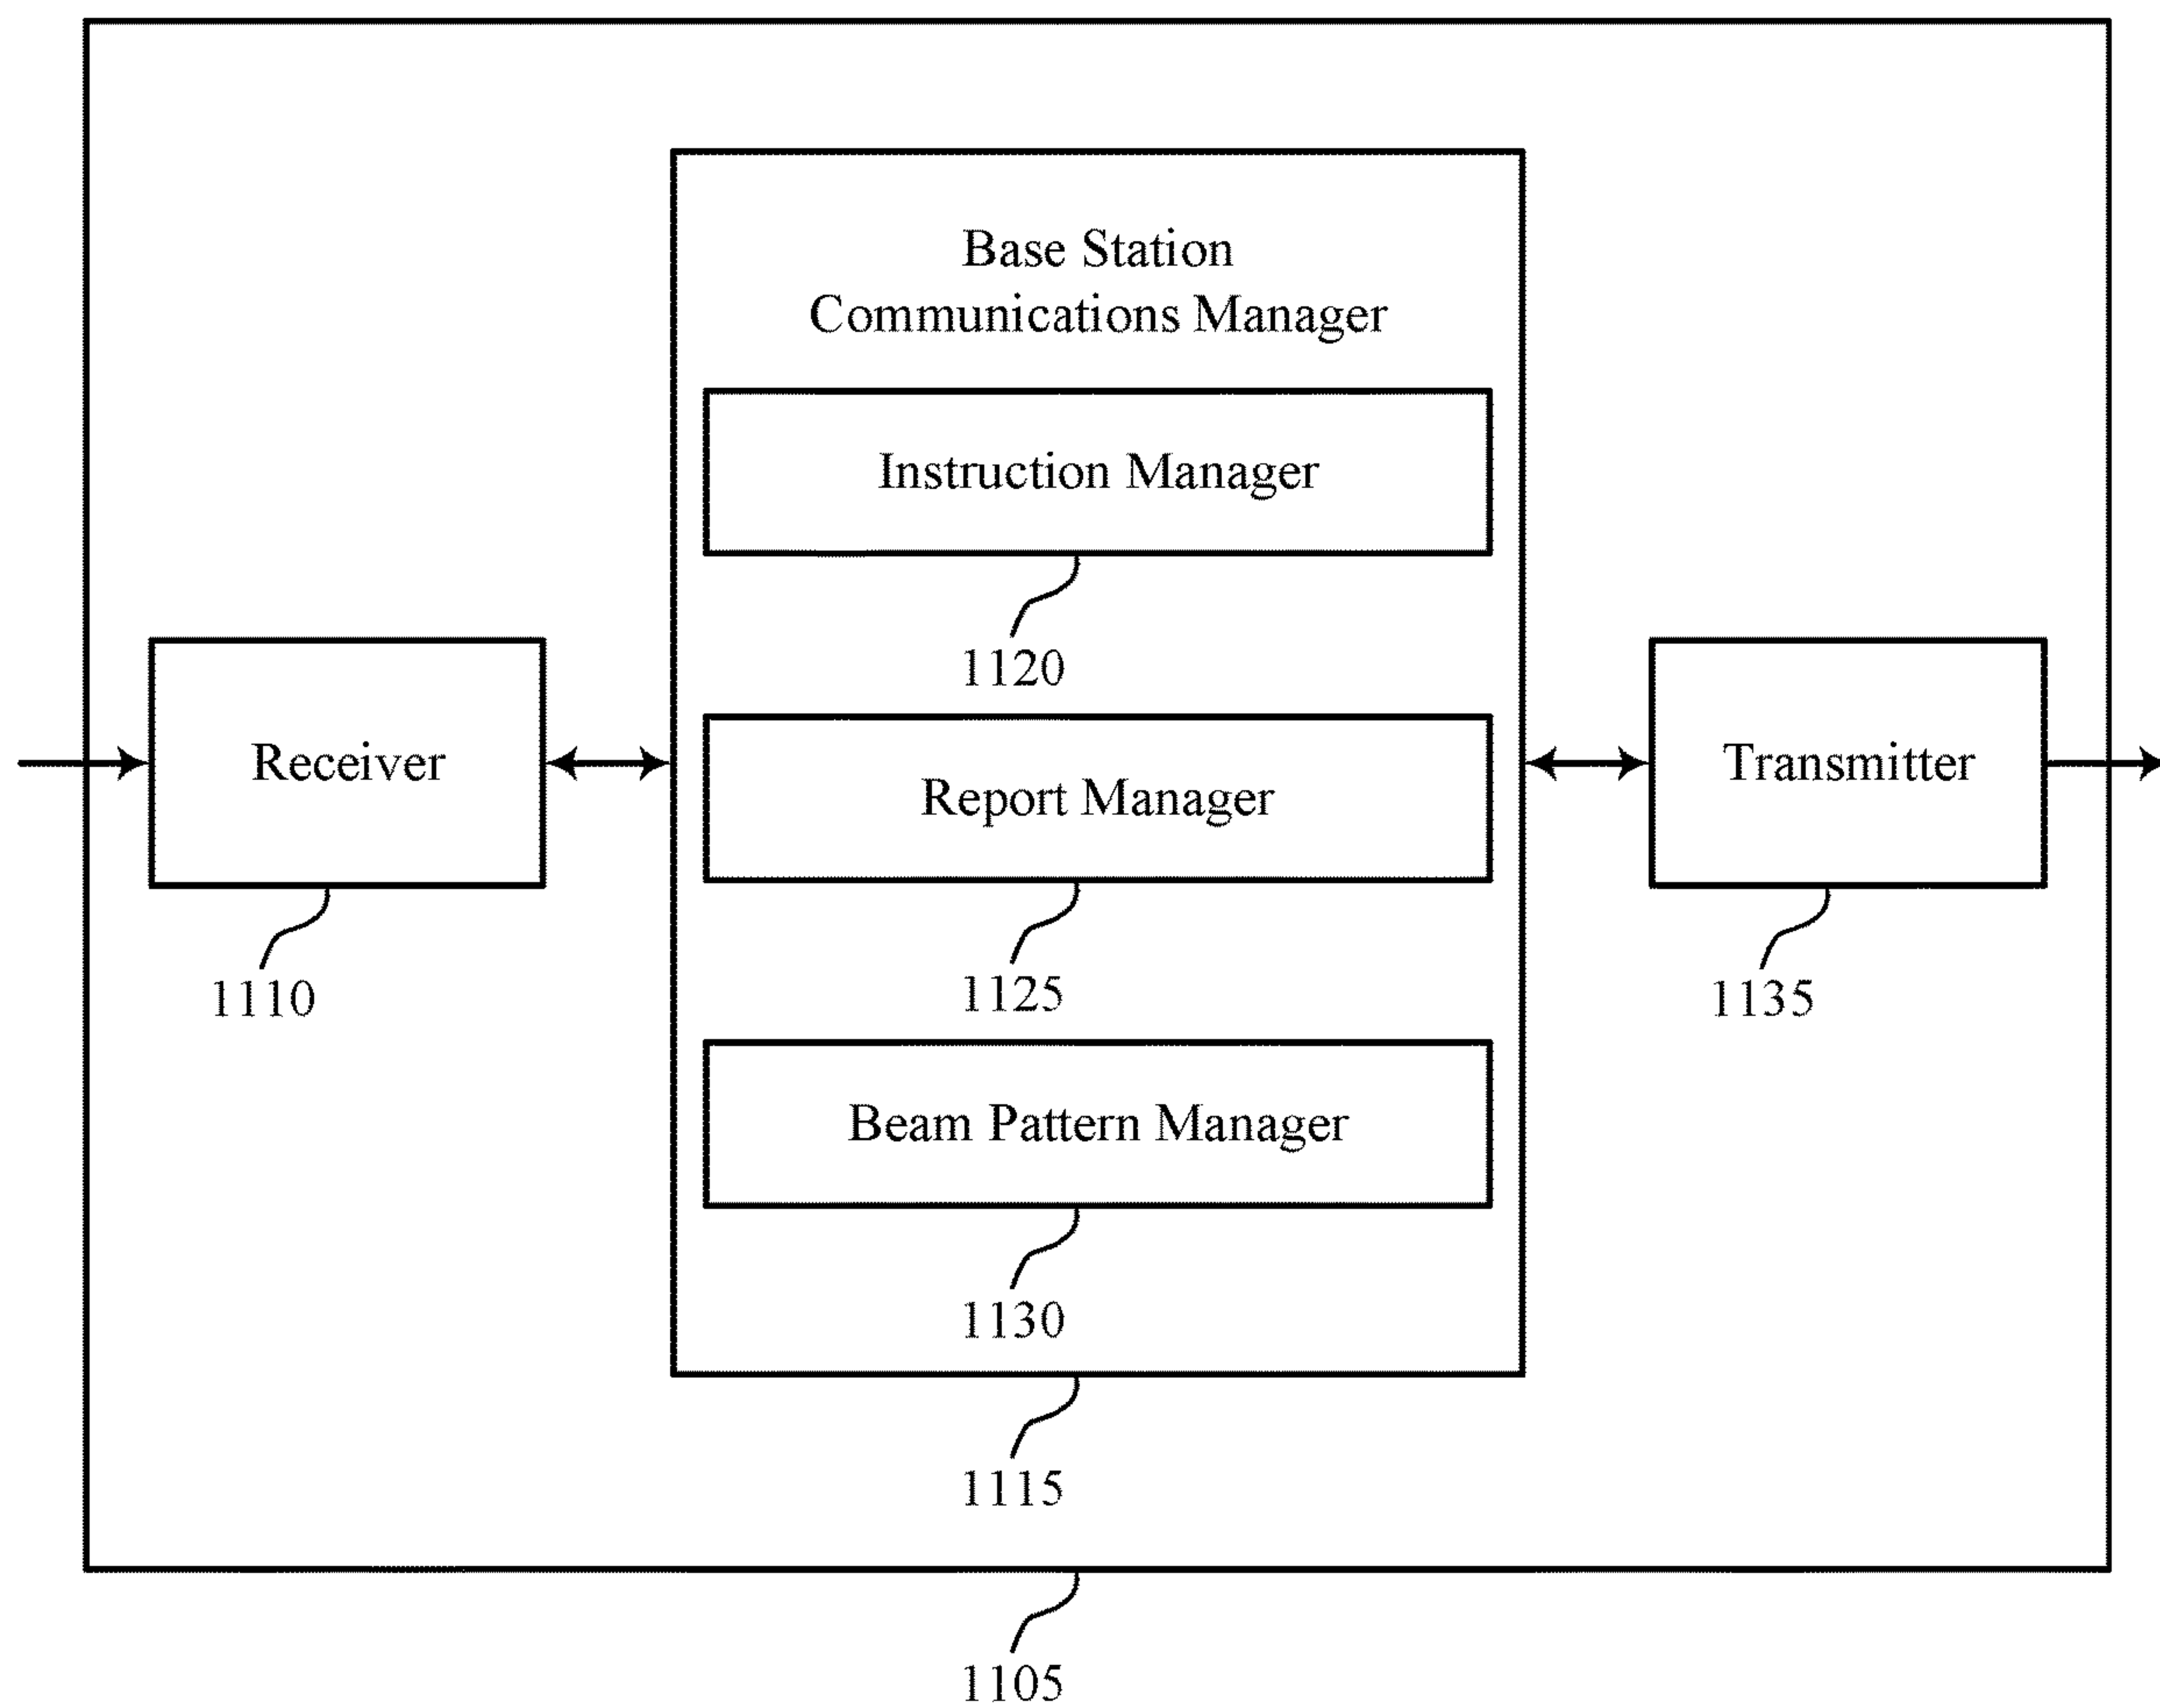 Base Station
Communications Manager
Instruction Manager
1120
Receiver
Report Manager
Transmitter
1110
1125
1135
Beam Pattern Manager
1130
1115
1105